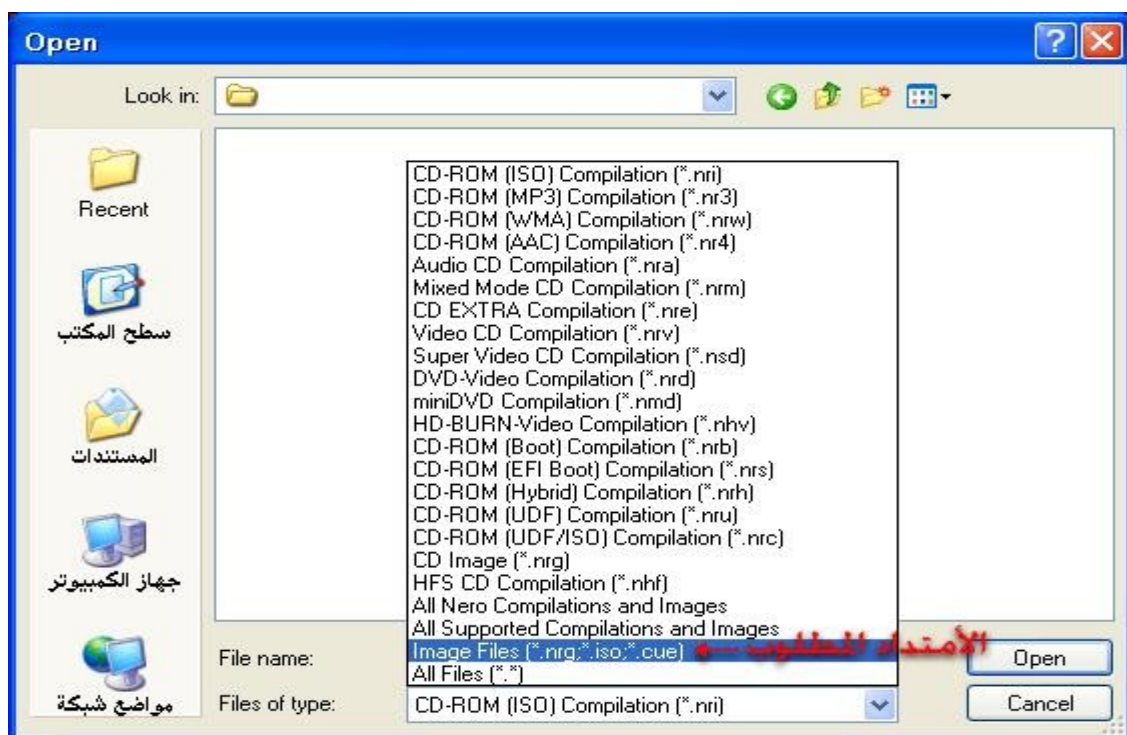 Open
Look in:
Recent
سطح المكتب
المستندات
جهاز الكمبيوتر
مواضع شبكة
CD-ROM (ISO) Compilation (*.nri)
CD-ROM (MP3) Compilation (*.nr3)
CD-ROM (WMA) Compilation (*.nrw)
CD-ROM (AAC) Compilation (*.nr4)
Audio CD Compilation (*.nra)
Mixed Mode CD Compilation (*.nrm)
CD EXTRA Compilation (*.nre)
Video CD Compilation (*.nrv)
Super Video CD Compilation (*.nsd)
DVD-Video Compilation (*.nrd)
miniDVD Compilation (*.nmd)
HD-BURN-Video Compilation (*.nhv)
CD-ROM (Boot) Compilation (*.nrb)
CD-ROM (EFI Boot) Compilation (*.nrs)
CD-ROM (Hybrid) Compilation (*.nrh)
CD-ROM (UDF) Compilation (*.nru)
CD-ROM (UDF/ISO) Compilation (*.nrc)
CD Image (*.nrg)
HFS CD Compilation (*.nhf)
All Nero Compilations and Images
All Supported Compilations and Images
Image Files (*.nrg;*.iso;*.cue)
الأمتداد المطلوب
All Files (*.*)
File name:
Open
Files of type:
CD-ROM (ISO) Compilation (*.nri)
Cancel